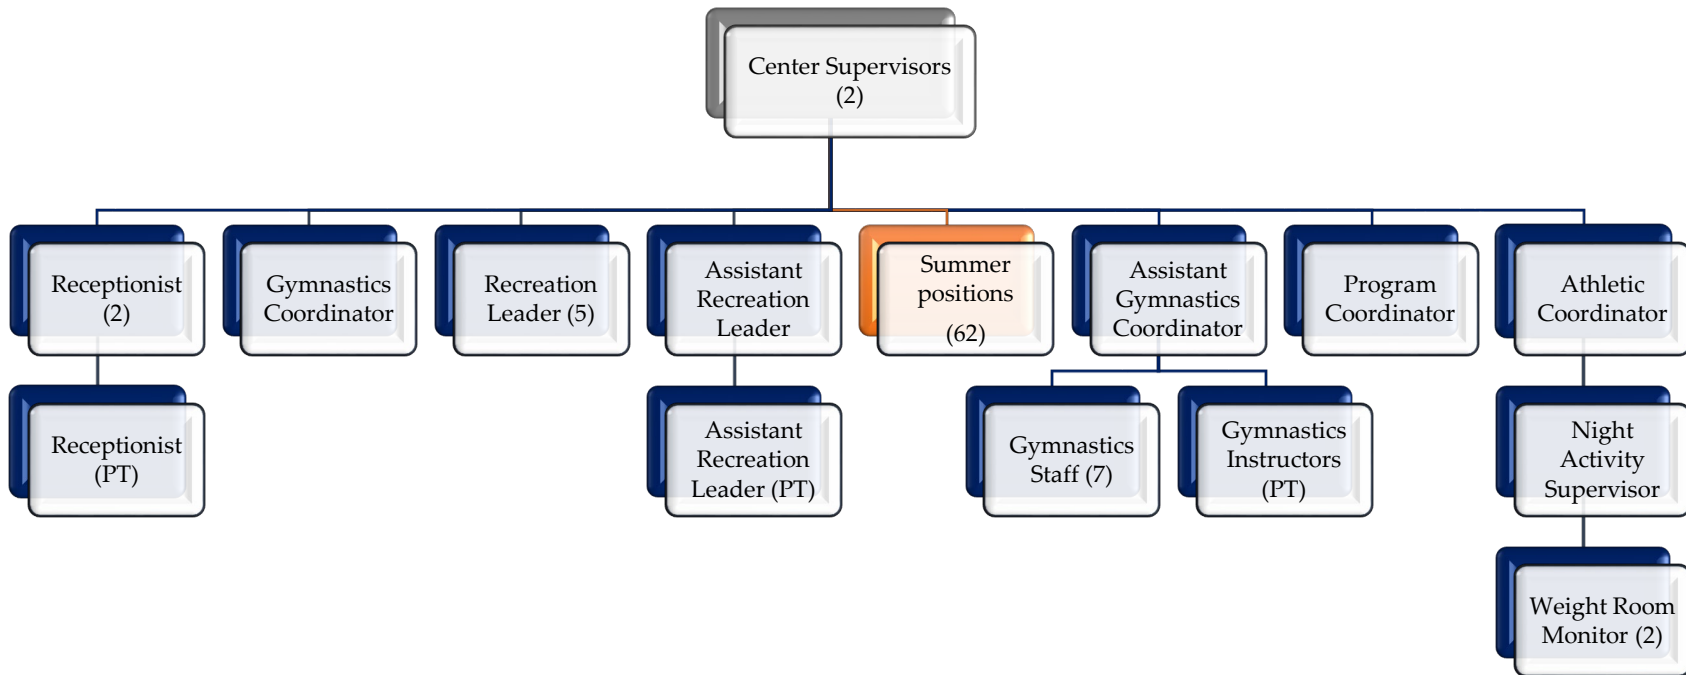 Center Supervisors
(2)
Receptionist
(2)
Gymnastics
Coordinator
Recreation
Leader (5)
Assistant
Recreation
Leader
Summer
positions
(62)
Assistant
Gymnastics
Coordinator
Program
Coordinator
Athletic
Coordinator
Receptionist
(PT)
Assistant
Recreation
Leader (PT)
Gymnastics
Staff (7)
Gymnastics
Instructors
(PT)
Night
Activity
Supervisor
Weight Room
Monitor (2)